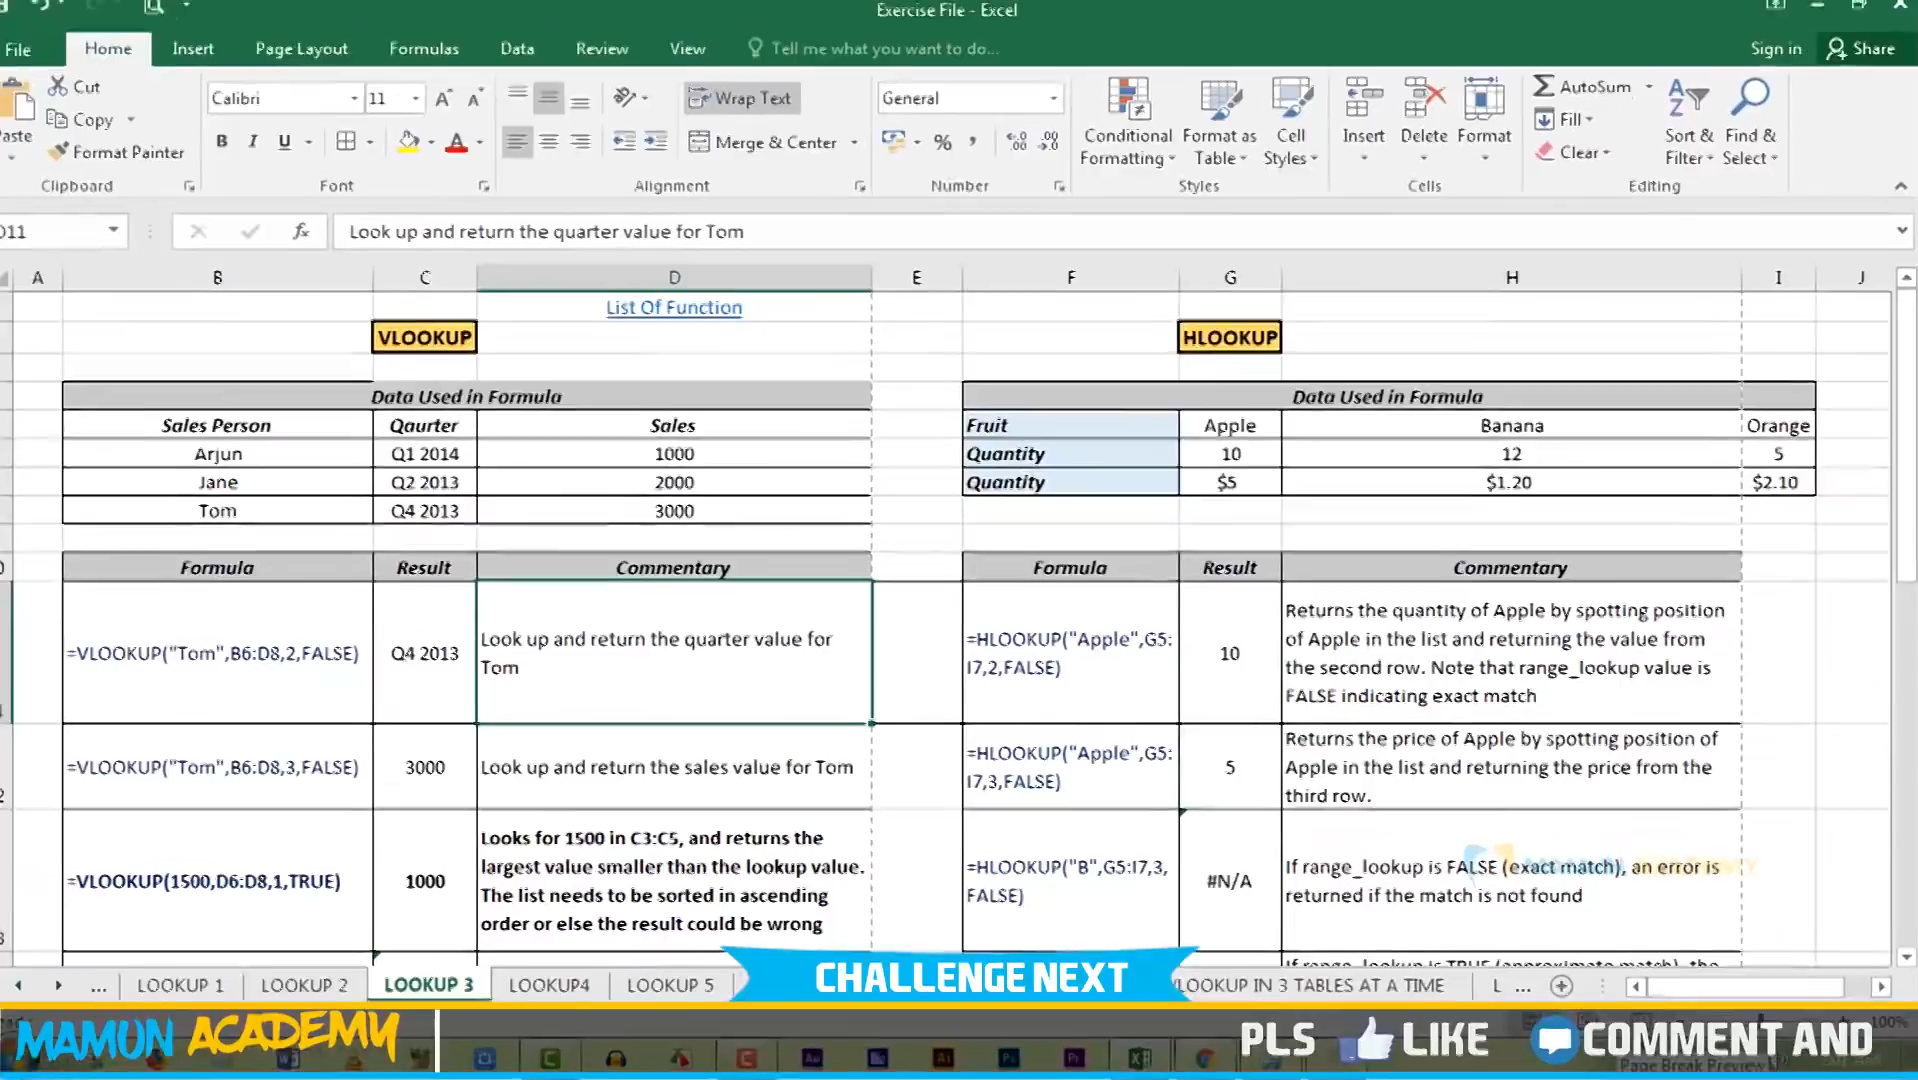 Exercise File - Excel
File Home Insert Page Layout Formulas Data Review View Tell me what you want to do... Sign in Share
Cut
Copy
Format Painter
Clipboard
Calibri 11
B I U
Font
Wrap Text
Merge & Center
Alignment
General
%
Number
Conditional Formatting
Format as Table
Cell Styles
Styles
Insert Delete Format
Cells
AutoSum
Fill
Clear
Sort & Filter
Find & Select
Editing
fx Look up and return the quarter value for Tom
A B C D E F G H I J
List Of Function
VLOOKUP HLOOKUP
Data Used in Formula
Sales Person Qaurter Sales
Arjun Q1 2014 1000
Jane Q2 2013 2000
Tom Q4 2013 3000
Data Used in Formula
Fruit Apple Banana Orange
Quantity 10 12 5
Quantity $5 $1.20 $2.10
Formula Result Commentary
=VLOOKUP("Tom",B6:D8,2,FALSE) Q4 2013
Look up and return the quarter value for
Tom
=VLOOKUP("Tom",B6:D8,3,FALSE) 3000 Look up and return the sales value for Tom
=VLOOKUP(1500,D6:D8,1,TRUE) 1000
Looks for 1500 in C3:C5, and returns the
largest value smaller than the lookup value.
The list needs to be sorted in ascending
order or else the result could be wrong
Formula Result Commentary
=HLOOKUP("Apple",G5:
I7,2,FALSE)
10
Returns the quantity of Apple by spotting position
of Apple in the list and returning the value from
the second row. Note that range_lookup value is
FALSE indicating exact match
=HLOOKUP("Apple",G5:
I7,3,FALSE)
5
Returns the price of Apple by spotting position of
Apple in the list and returning the price from the
third row.
=HLOOKUP("B",G5:I7,3,
FALSE)
#N/A
If range_lookup is FALSE (exact match), an error is
returned if the match is not found
If range_lookup is TRUE (approximate match), the
... LOOKUP 1 LOOKUP 2 LOOKUP 3 LOOKUP4 LOOKUP 5 LOOKUP IN 3 TABLES AT A TIME L ...
CHALLENGE NEXT
MAMUN ACADEMY
PLS LIKE COMMENT AND
100%
Page Break Preview